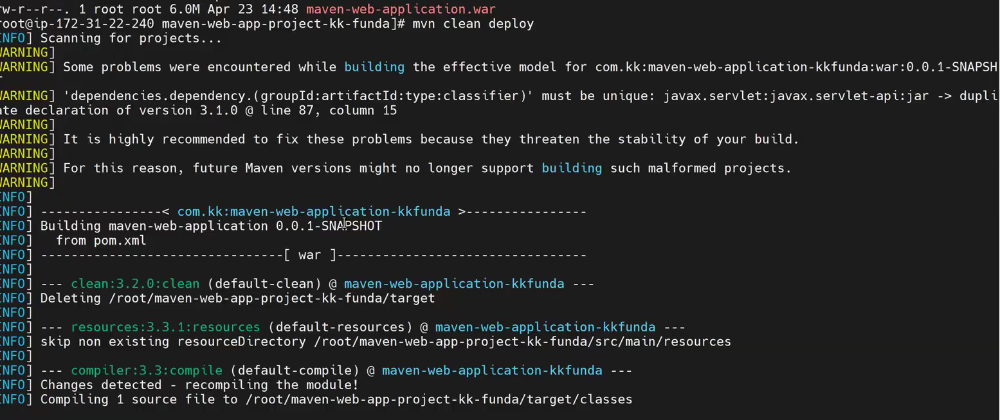 rw-r--r--. 1 root root 6.0M Apr 23 14:48 maven-web-application.war
root@ip-172-31-22-240 maven-web-app-project-kk-funda]# mvn clean deploy
INFO] Scanning for projects...
WARNING]
WARNING] Some problems were encountered while building the effective model for com.kk:maven-web-application-kkfunda:war:0.0.1-SNAPSH
WARNING] 'dependencies.dependency.(groupId:artifactId:type:classifier)' must be unique: javax.servlet:javax.servlet-api:jar -> dupli
ate declaration of version 3.1.0 @ line 87, column 15
WARNING]
WARNING] It is highly recommended to fix these problems because they threaten the stability of your build.
WARNING]
WARNING] For this reason, future Maven versions might no longer support building such malformed projects.
WARNING]
INFO]
INFO] ----------------< com.kk:maven-web-application-kkfunda >----------------
INFO] Building maven-web-application 0.0.1-SNAPSHOT
INFO]   from pom.xml
INFO] --------------------------------[ war ]---------------------------------
INFO]
INFO] --- clean:3.2.0:clean (default-clean) @ maven-web-application-kkfunda ---
INFO] Deleting /root/maven-web-app-project-kk-funda/target
INFO]
INFO] --- resources:3.3.1:resources (default-resources) @ maven-web-application-kkfunda ---
INFO] skip non existing resourceDirectory /root/maven-web-app-project-kk-funda/src/main/resources
INFO]
INFO] --- compiler:3.3:compile (default-compile) @ maven-web-application-kkfunda ---
INFO] Changes detected - recompiling the module!
INFO] Compiling 1 source file to /root/maven-web-app-project-kk-funda/target/classes